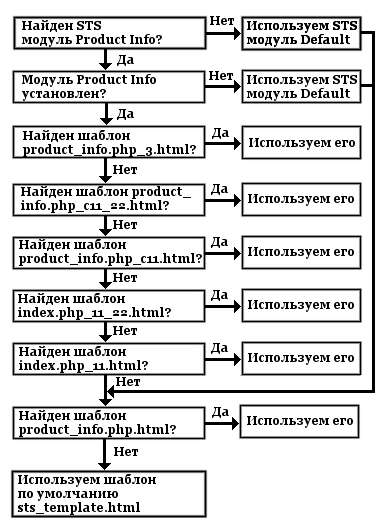 Найден STS
модуль Product Info?
Нет
Используем STS
модуль Default
Да
Модуль Product Info
установлен?
Нет
Используем STS
модуль Default
Да
Найден шаблон
product_info.php_3.html?
Да
Используем его
Нет
Найден шаблон product_
info.php_c11_22.html?
Да
Используем его
Нет
Найден шаблон
product_info.php_c11.html?
Да
Используем его
Нет
Найден шаблон
index.php_11_22.html?
Да
Используем его
Нет
Найден шаблон
index.php_11.html?
Да
Используем его
Нет
Найден шаблон
product_info.php.html?
Да
Используем его
Нет
Используем шаблон
по умолчанию
sts_template.html